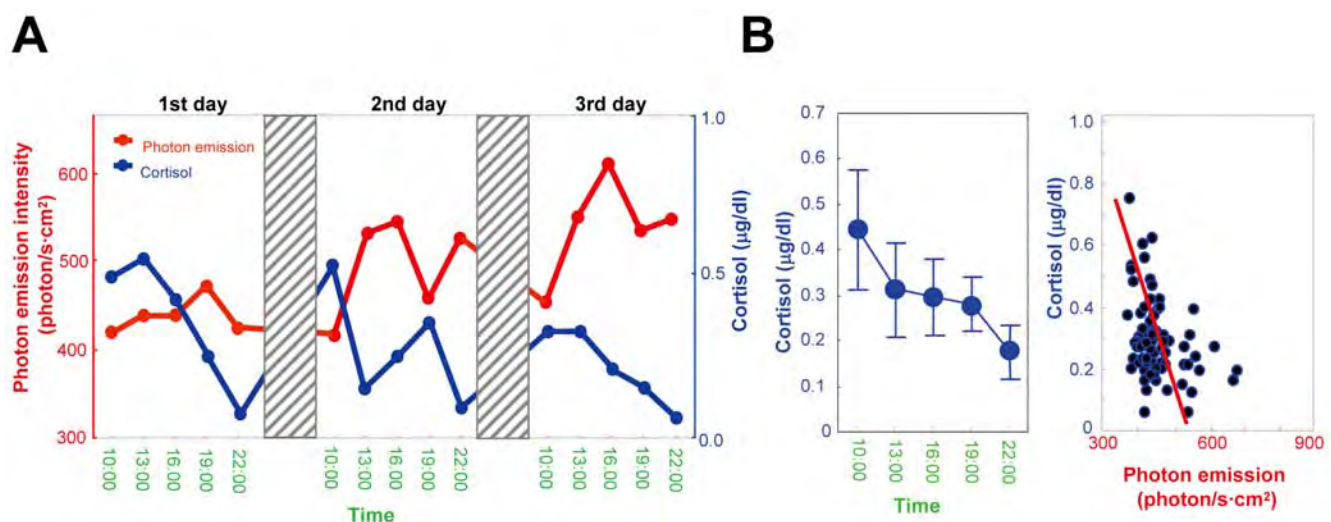 A
B
1st day
2nd day
3rd day
Photon emission
Cortisol
Photon emission intensity
(photon/s·cm²)
600
500
400
300
1.0
0.5
0.0
Cortisol (μg/dl)
10:00
13:00
16.00
19:00
22:00
10:00
13:00
16.00
19:00
22:00
10:00
13:00
16.00
19:00
22:00
Time
Cortisol (μg/dl)
0.7
0.6
0.5
0.4
0.3
0.2
0.1
0
10:00
13:00
16:00
19:00
22:00
Time
Cortisol (μg/dl)
1.0
0.8
0.6
0.4
0.2
0
300
600
900
Photon emission
(photon/s·cm²)